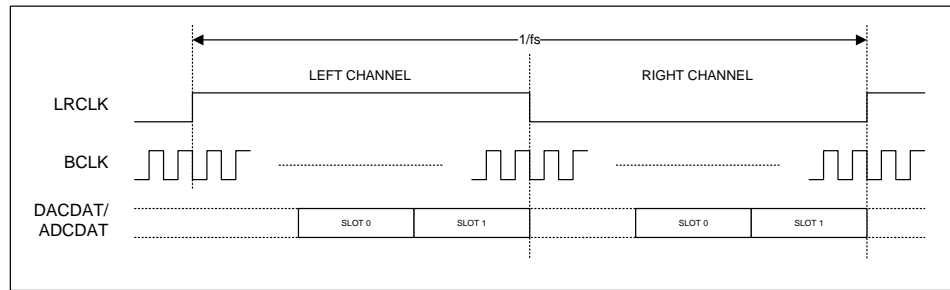 1/fs
LEFT CHANNEL RIGHT CHANNEL
LRCLK
BCLK
DACDAT/
ADCDAT
SLOT 0 SLOT 1 SLOT 0 SLOT 1